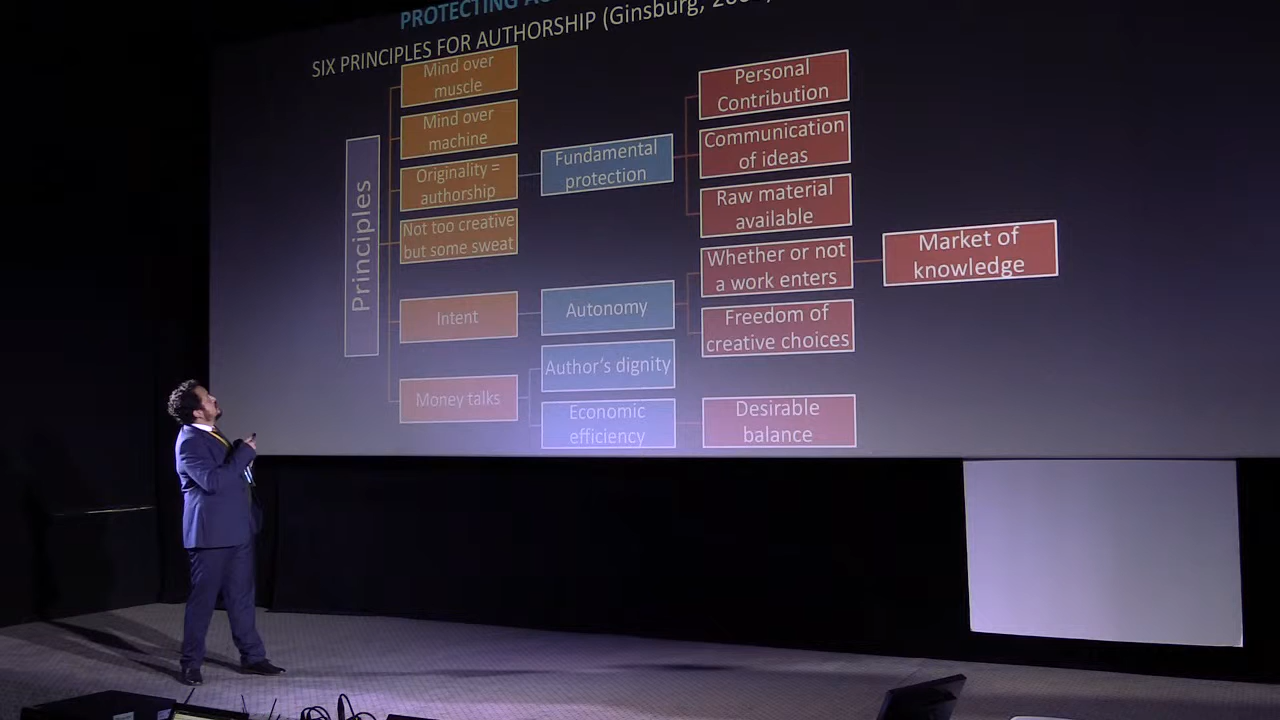 PROTECTING
SIX PRINCIPLES FOR AUTHORSHIP (Ginsburg,
Principles
Mind over
muscle
Mind over
machine
Originality =
authorship
Not too creative
but some sweat
Intent
Money talks
Fundamental
protection
Autonomy
Author's dignity
Economic
efficiency
Personal
Contribution
Communication
of ideas
Raw material
available
Whether or not
a work enters
Freedom of
creative choices
Desirable
balance
Market of
knowledge